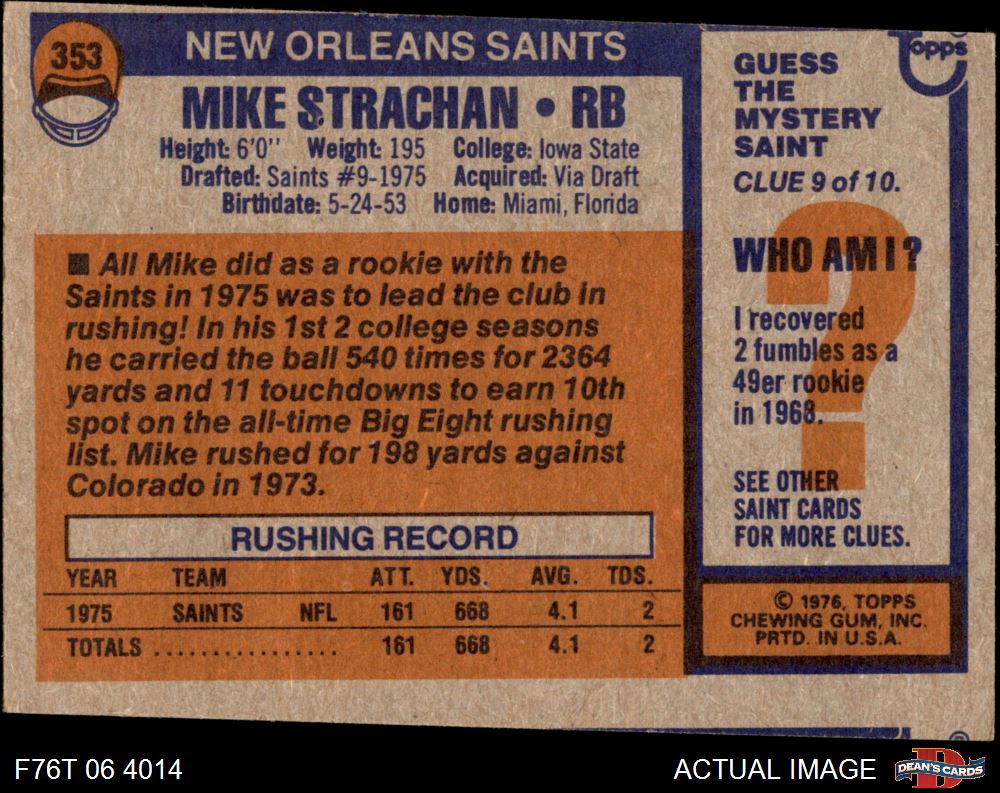 353
NEW ORLEANS SAINTS
MIKE STRACHAN • RB
Height: 6'0'' Weight: 195 College: Iowa State
Drafted: Saints #9-1975 Acquired: Via Draft
Birthdate: 5-24-53 Home: Miami, Florida
■ All Mike did as a rookie with the
Saints in 1975 was to lead the club in
rushing! In his 1st 2 college seasons
he carried the ball 540 times for 2364
yards and 11 touchdowns to earn 10th
spot on the all-time Big Eight rushing
list. Mike rushed for 198 yards against
Colorado in 1973.
RUSHING RECORD
YEAR TEAM ATT. YDS. AVG. TDS.
1975 SAINTS NFL 161 668 4.1 2
TOTALS ................ 161 668 4.1 2
Topps
GUESS
THE
MYSTERY
SAINT
CLUE 9 of 10.
?
WHO AM I?
I recovered
2 fumbles as a
49er rookie
in 1968.
SEE OTHER
SAINT CARDS
FOR MORE CLUES.
© 1976, TOPPS
CHEWING GUM, INC.
PRTD. IN U.S.A.
®
F76T 06 4014
ACTUAL IMAGE
D
DEAN'S CARDS